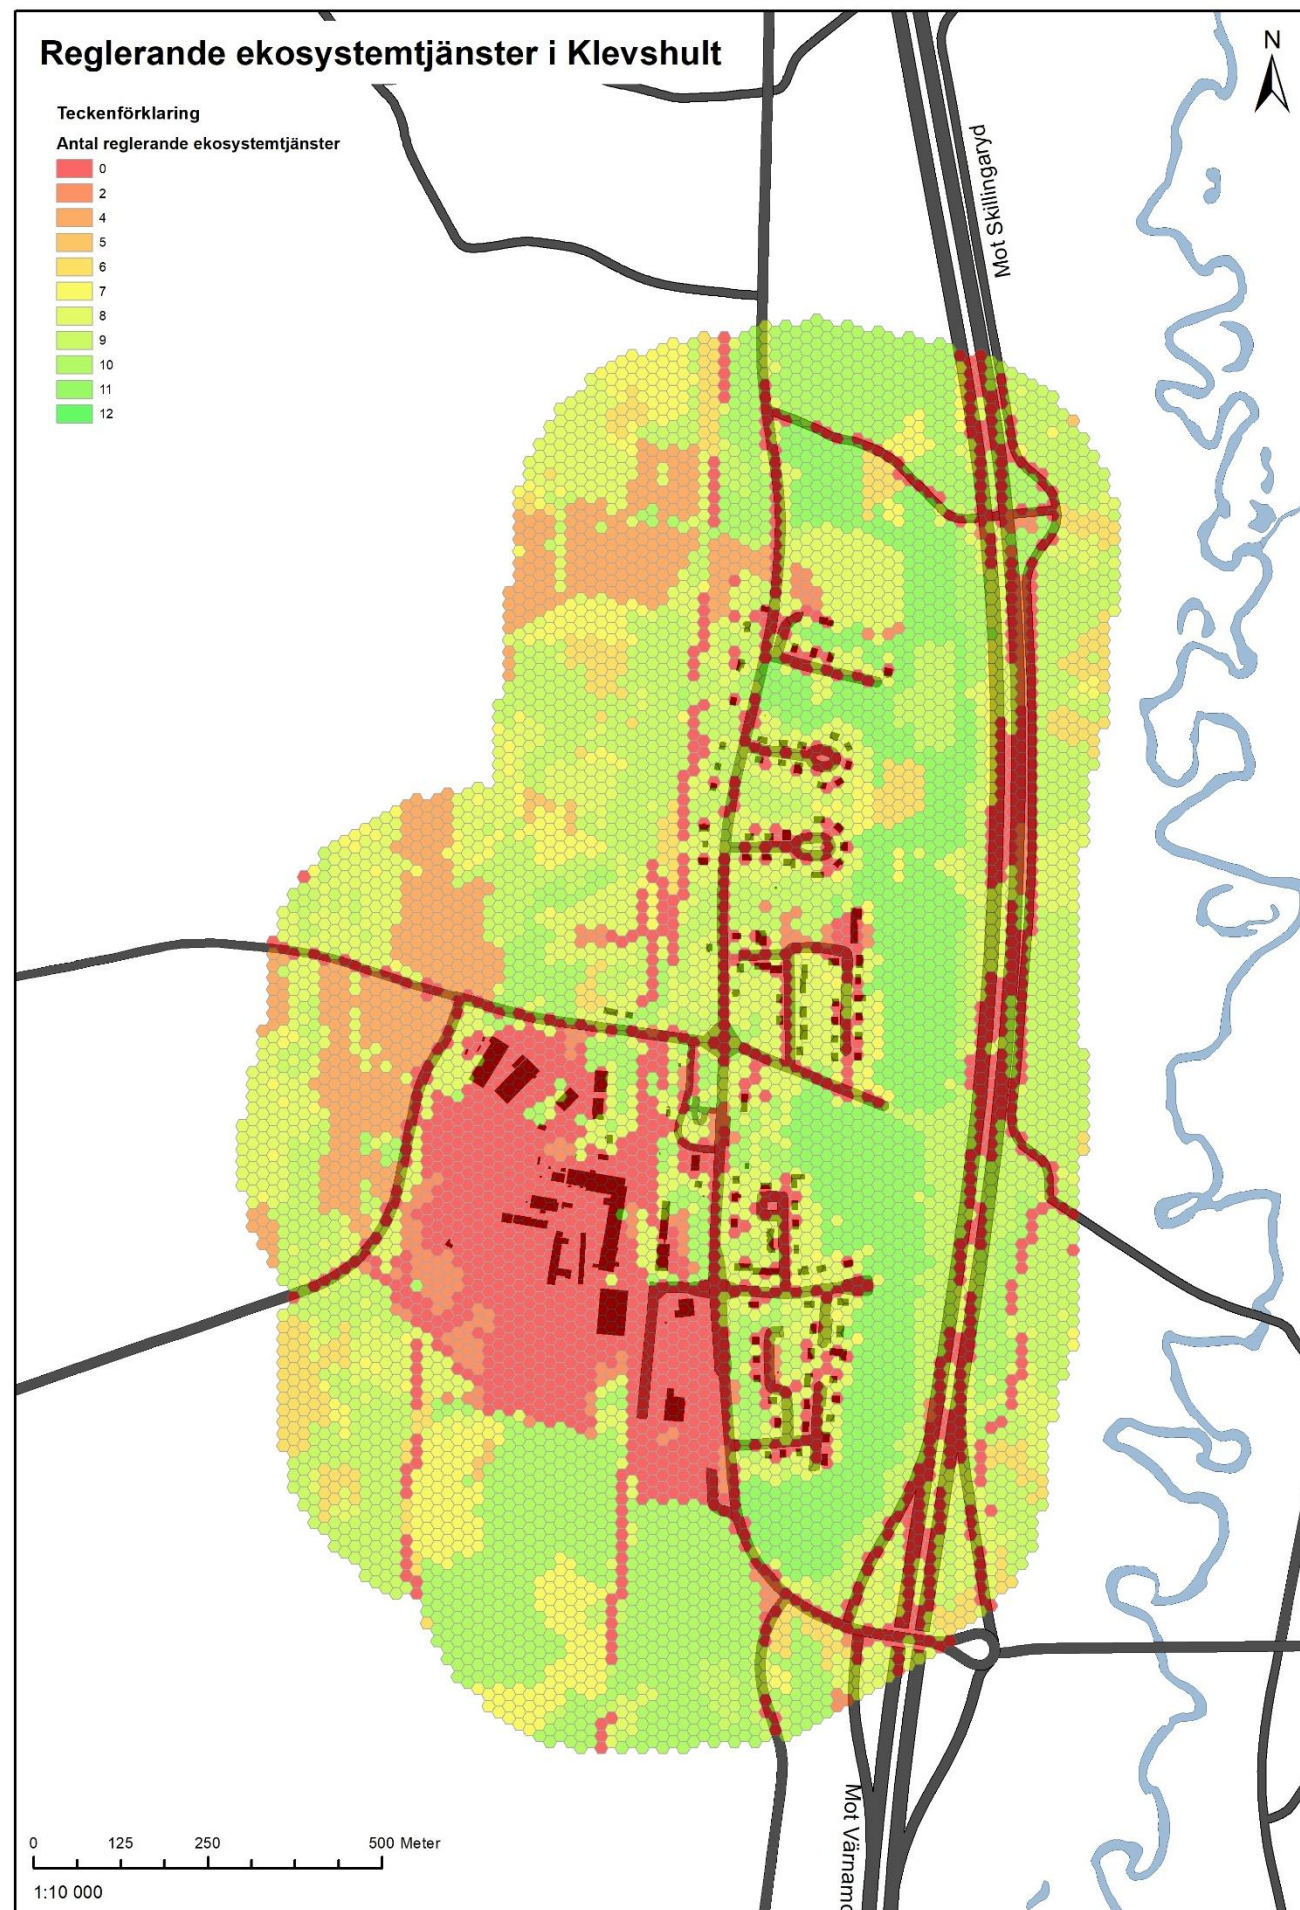 Reglerande ekosystemtjänster i Klevshult
N
Teckenförklaring
Antal reglerande ekosystemtjänster
0
2
4
5
6
7
8
9
10
11
12
Mot Skillingaryd
Mot Värnamo
0 125 250 500 Meter
1:10 000